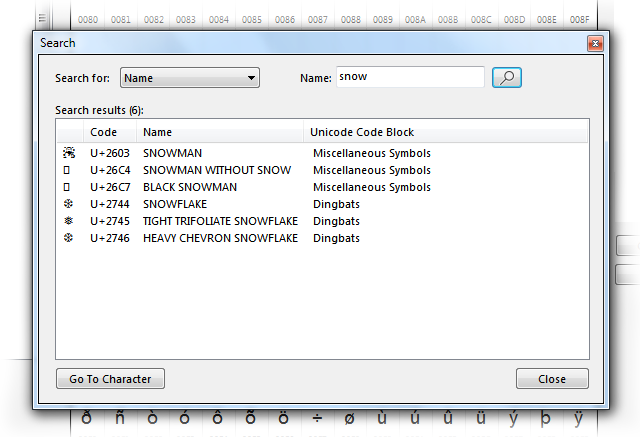 0080 0081 0082 0083 0084 0085 0086 0087 0088 0089 008A 008B 008C 008D 008E 008F
Search
Search for: Name Name: snow
Search results (6):
Code Name Unicode Code Block
☃ U+2603 SNOWMAN Miscellaneous Symbols
U+26C4 SNOWMAN WITHOUT SNOW Miscellaneous Symbols
U+26C7 BLACK SNOWMAN Miscellaneous Symbols
❄ U+2744 SNOWFLAKE Dingbats
❅ U+2745 TIGHT TRIFOLIATE SNOWFLAKE Dingbats
❆ U+2746 HEAVY CHEVRON SNOWFLAKE Dingbats
Go To Character Close
ð ñ ò ó ô õ ö ÷ ø ù ú û ü ý þ ÿ